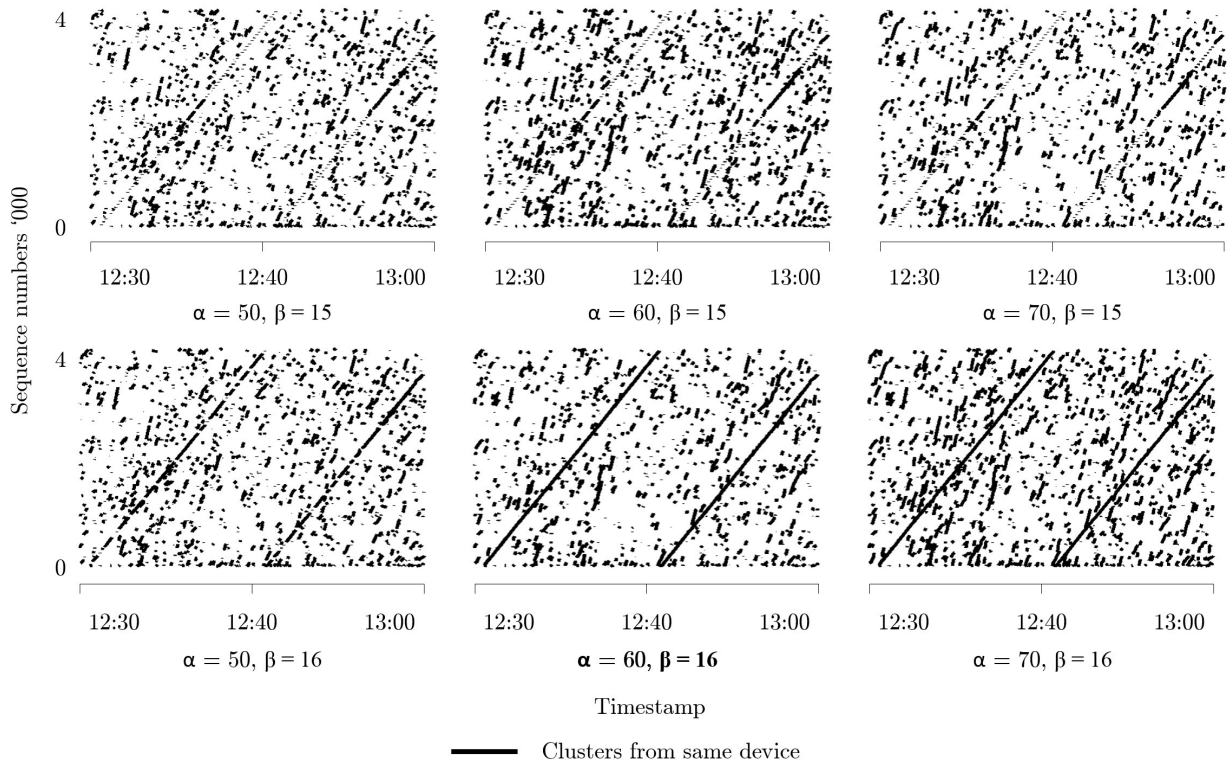 Sequence numbers ‘000
4
0
12:30 12:40 13:00
12:30 12:40 13:00
12:30 12:40 13:00
α = 50, β = 15
α = 60, β = 15
α = 70, β = 15
4
0
12:30 12:40 13:00
12:30 12:40 13:00
12:30 12:40 13:00
α = 50, β = 16
α = 60, β = 16
α = 70, β = 16
Timestamp
Clusters from same device